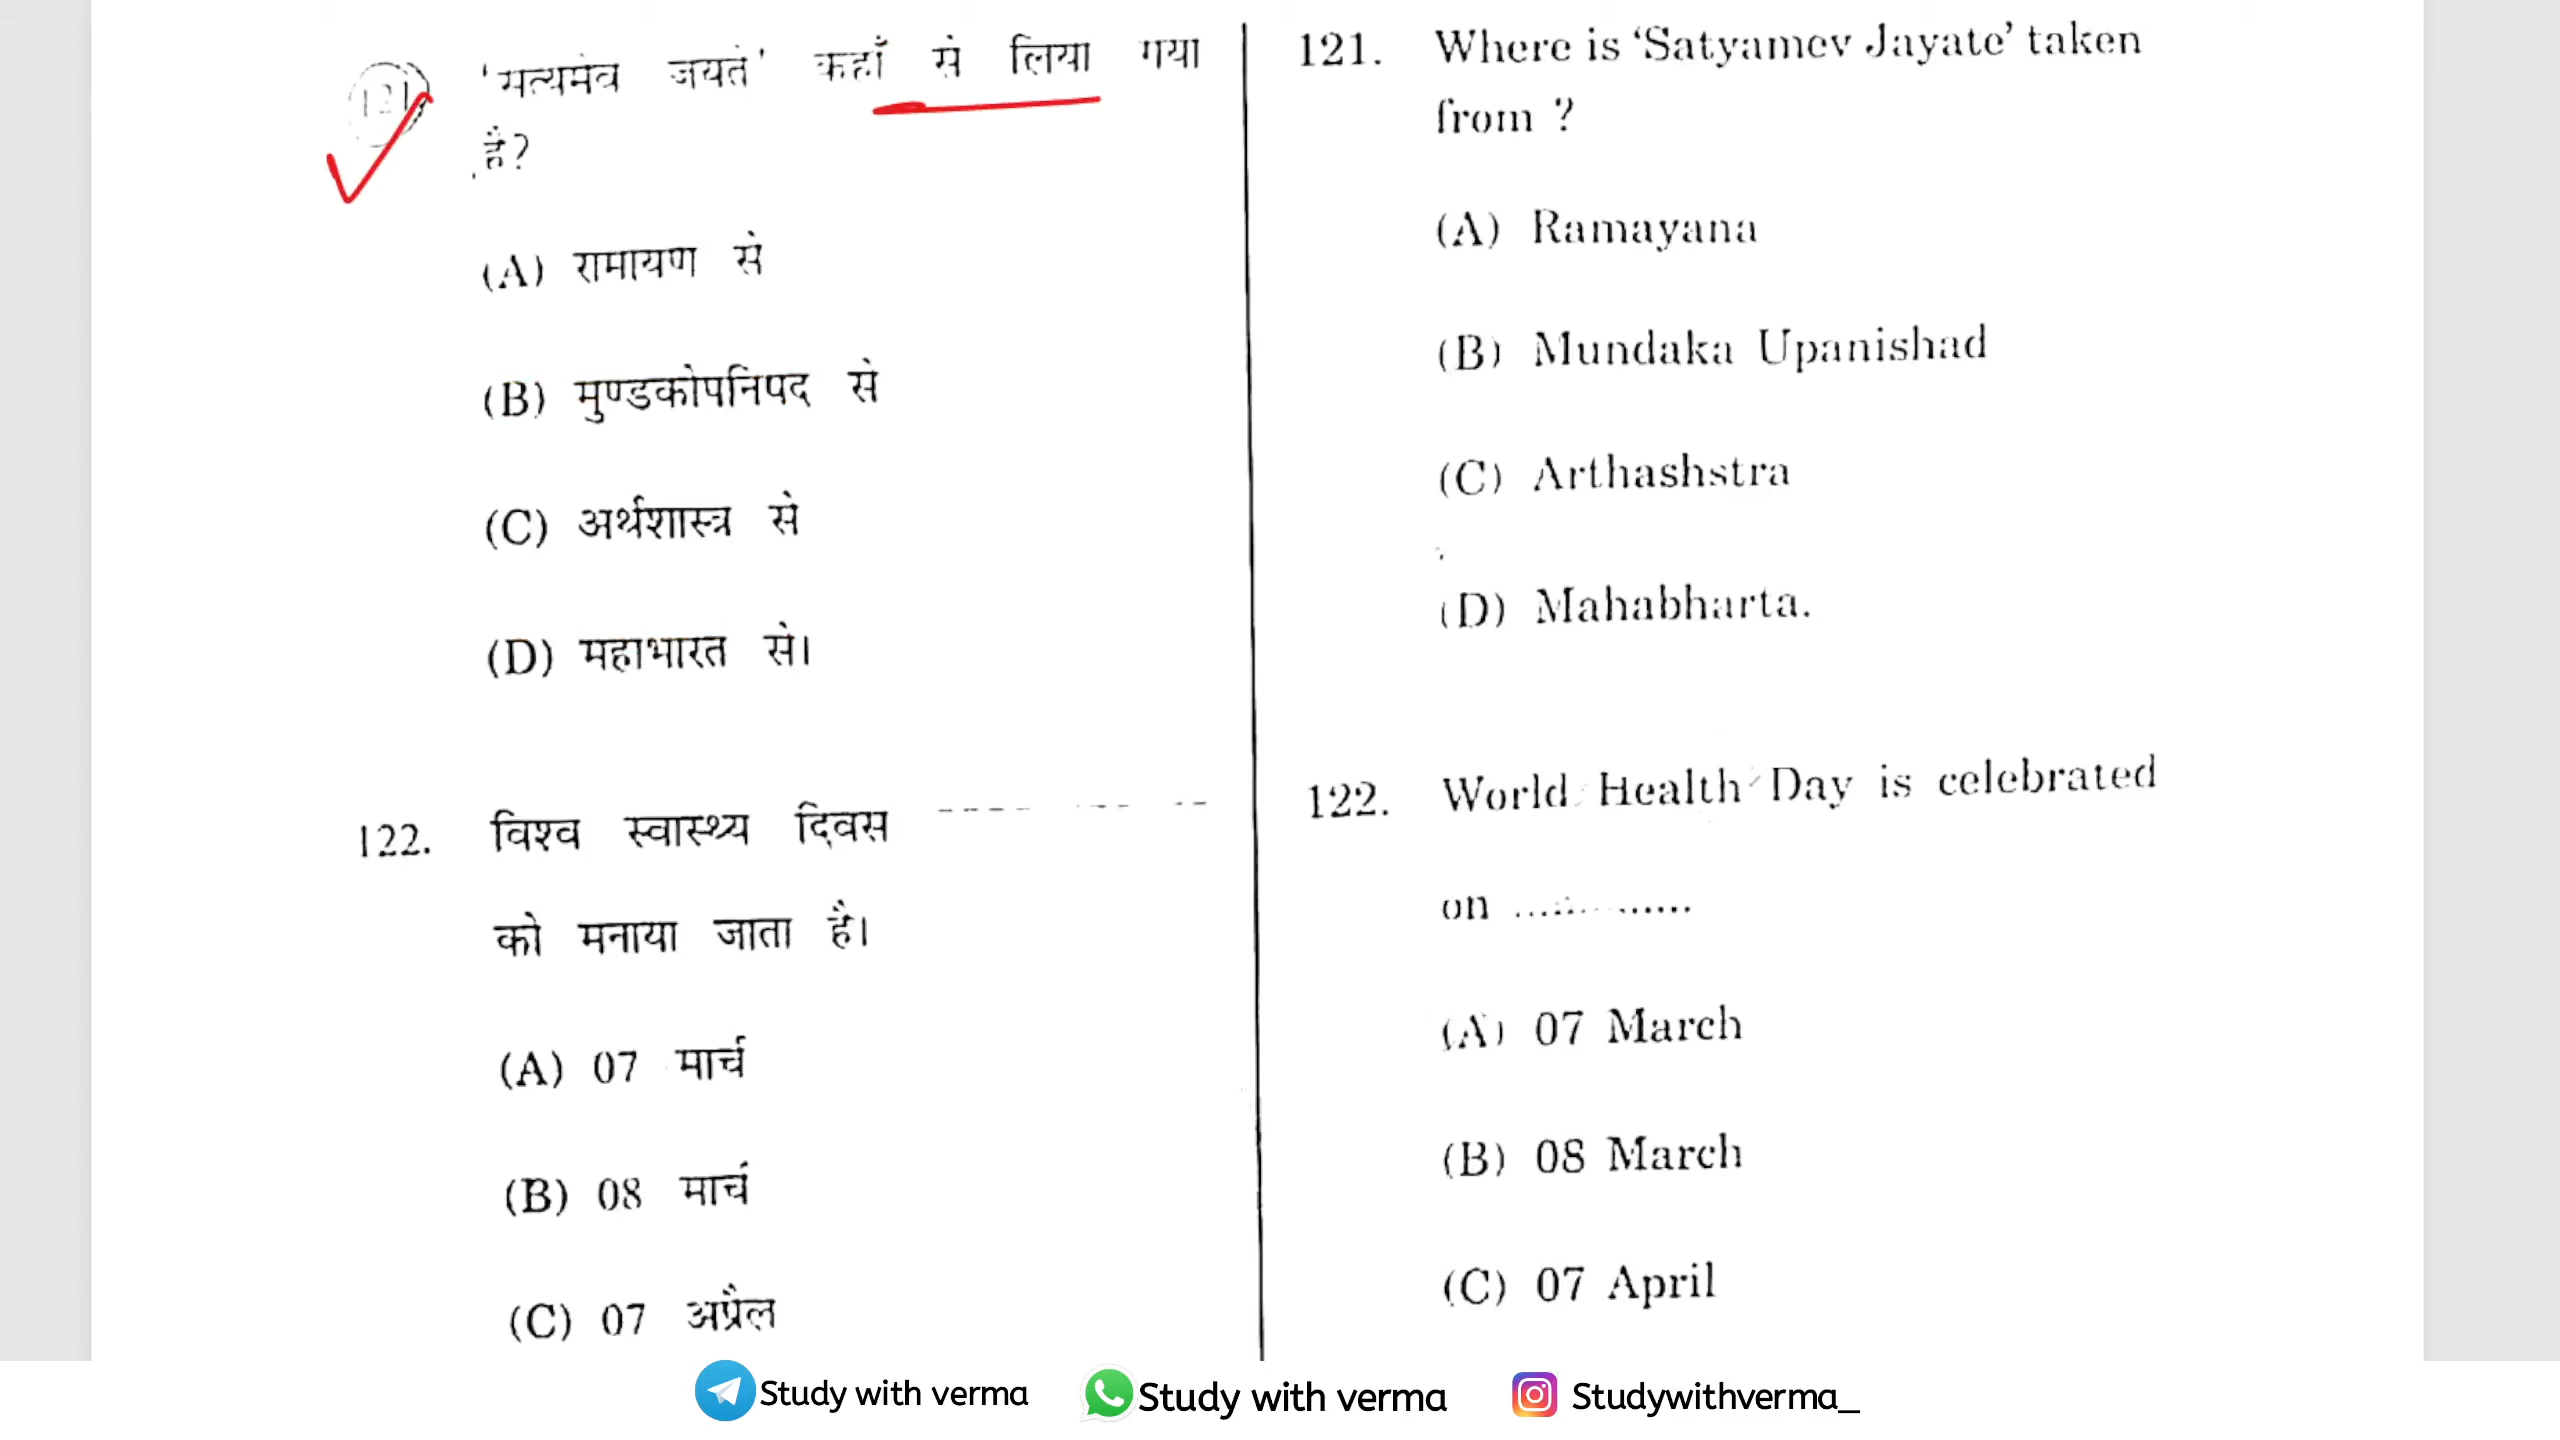 121. 'सत्यमेव जयते' कहाँ से लिया गया
है?
(A) रामायण से
(B) मुण्डकोपनिषद से
(C) अर्थशास्त्र से
(D) महाभारत से।
122. विश्व स्वास्थ्य दिवस ---- --- --
को मनाया जाता है।
(A) 07 मार्च
(B) 08 मार्च
(C) 07 अप्रैल
121. Where is ‘Satyamev Jayate’ taken
from ?
(A) Ramayana
(B) Mundaka Upanishad
(C) Arthashstra
(D) Mahabharta.
122. World Health Day is celebrated
on .............
(A) 07 March
(B) 08 March
(C) 07 April
Study with verma
Study with verma
Studywithverma_